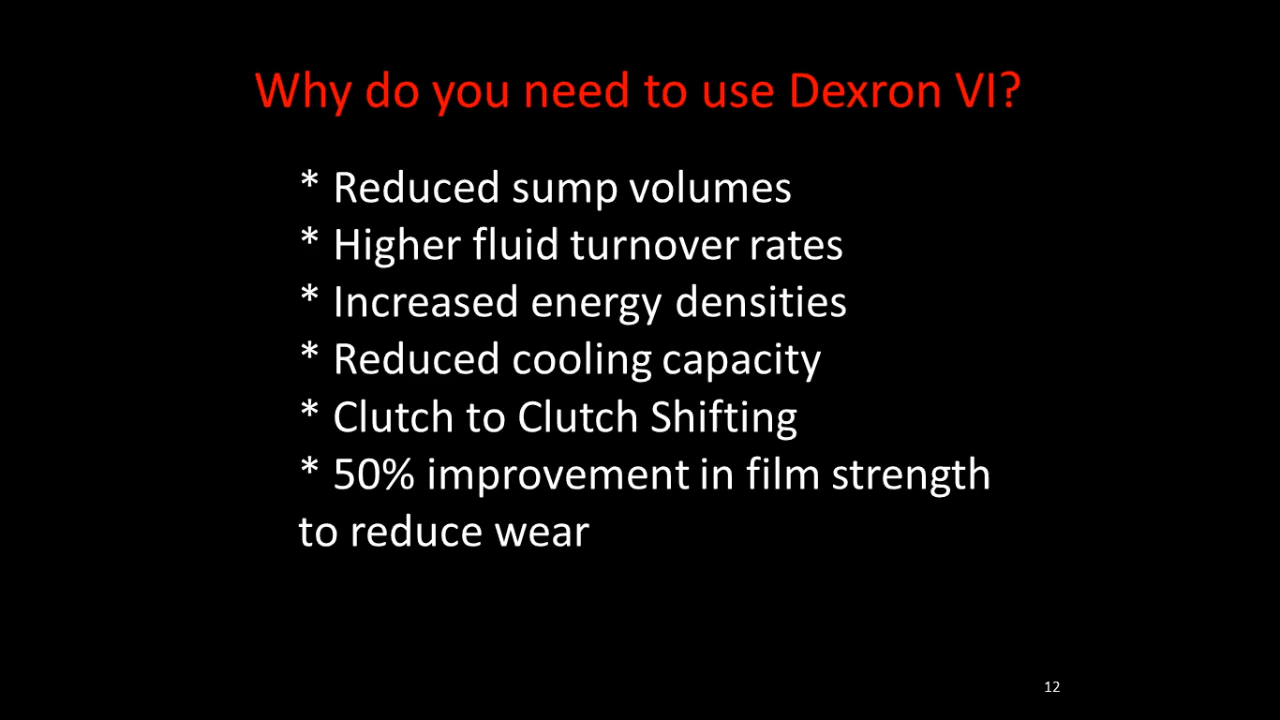 Why do you need to use Dexron VI?
* Reduced sump volumes
* Higher fluid turnover rates
* Increased energy densities
* Reduced cooling capacity
* Clutch to Clutch Shifting
* 50% improvement in film strength
to reduce wear
12